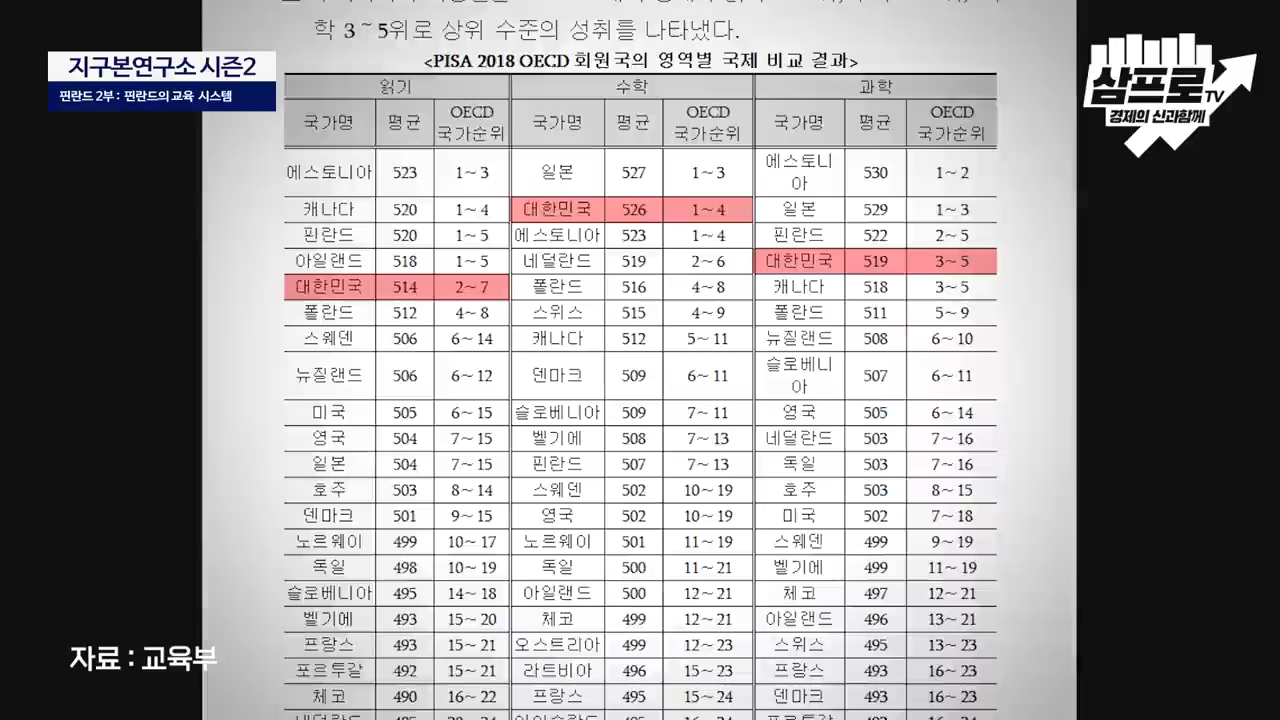 학 3~5위로 상위 수준의 성취를 나타냈다.
지구본연구소 시즌2
핀란드 2부 : 핀란드의 교육 시스템
삼프로TV
경제의 신과함께
<PISA 2018 OECD 회원국의 영역별 국제 비교 결과>
읽기 수학 과학
국가명 평균 OECD 국가순위 국가명 평균 OECD 국가순위 국가명 평균 OECD 국가순위
에스토니아 523 1~3 일본 527 1~3 에스토니아 530 1~2
캐나다 520 1~4 대한민국 526 1~4 일본 529 1~3
핀란드 520 1~5 에스토니아 523 1~4 핀란드 522 2~5
아일랜드 518 1~5 네덜란드 519 2~6 대한민국 519 3~5
대한민국 514 2~7 폴란드 516 4~8 캐나다 518 3~5
폴란드 512 4~8 스위스 515 4~9 폴란드 511 5~9
스웨덴 506 6~14 캐나다 512 5~11 뉴질랜드 508 6~10
뉴질랜드 506 6~12 덴마크 509 6~11 슬로베니아 507 6~11
미국 505 6~15 슬로베니아 509 7~11 영국 505 6~14
영국 504 7~15 벨기에 508 7~13 네덜란드 503 7~16
일본 504 7~15 핀란드 507 7~13 독일 503 7~16
호주 503 8~14 스웨덴 502 10~19 호주 503 8~15
덴마크 501 9~15 영국 502 10~19 미국 502 7~18
노르웨이 499 10~17 노르웨이 501 11~19 스웨덴 499 9~19
독일 498 10~19 독일 500 11~21 벨기에 499 11~19
슬로베니아 495 14~18 아일랜드 500 12~21 체코 497 12~21
벨기에 493 15~20 체코 499 12~21 아일랜드 496 13~21
프랑스 493 15~21 오스트리아 499 12~23 스위스 495 13~23
포르투갈 492 15~21 라트비아 496 15~23 프랑스 493 16~23
체코 490 16~22 프랑스 495 15~24 덴마크 493 16~23
자료 : 교육부